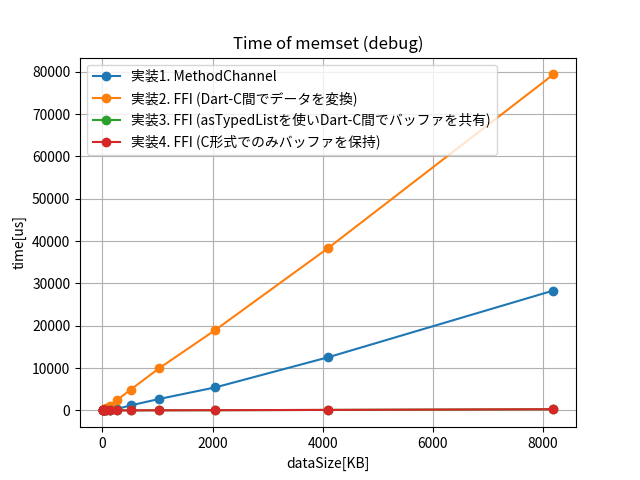 Time of memset (debug)
実装1. MethodChannel
実装2. FFI (Dart-C間でデータを変換)
実装3. FFI (asTypedListを使いDart-C間でバッファを共有)
実装4. FFI (C形式でのみバッファを保持)
80000
70000
60000
50000
40000
30000
20000
10000
0
time[us]
0 2000 4000 6000 8000
dataSize[KB]